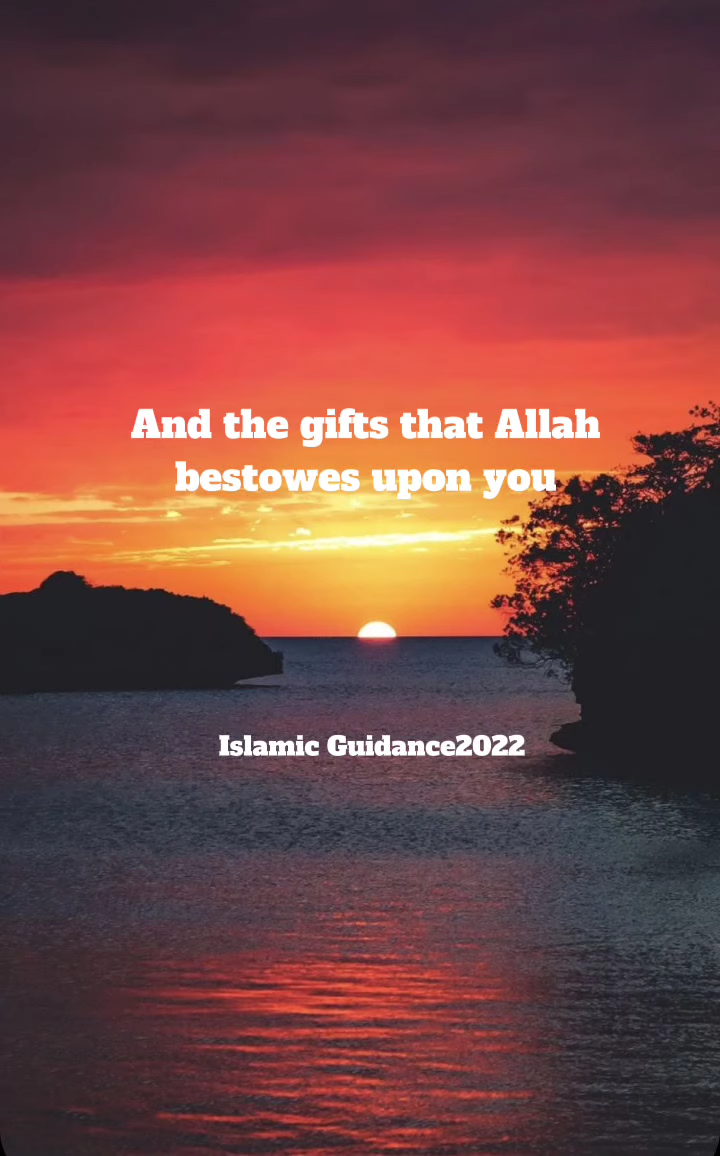 And the gifts that Allah
bestowes upon you
Islamic Guidance2022